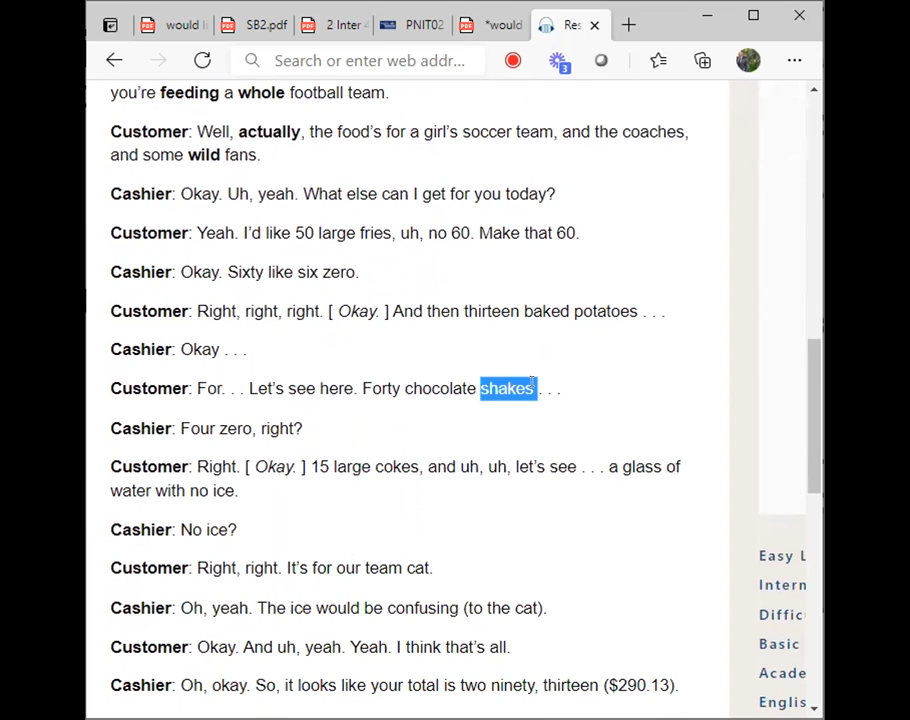 would li
SB2.pdf
2 Inter
PNIT02
*would
Res
Search or enter web addr...
3
you're feeding a whole football team.
Customer: Well, actually, the food's for a girl's soccer team, and the coaches,
and some wild fans.
Cashier: Okay. Uh, yeah. What else can I get for you today?
Customer: Yeah. I'd like 50 large fries, uh, no 60. Make that 60.
Cashier: Okay. Sixty like six zero.
Customer: Right, right, right. [ Okay. ] And then thirteen baked potatoes . . .
Cashier: Okay . . .
Customer: For. . . Let's see here. Forty chocolate shakes . . .
Cashier: Four zero, right?
Customer: Right. [ Okay. ] 15 large cokes, and uh, uh, let's see . . . a glass of
water with no ice.
Cashier: No ice?
Customer: Right, right. It's for our team cat.
Cashier: Oh, yeah. The ice would be confusing (to the cat).
Customer: Okay. And uh, yeah. Yeah. I think that's all.
Cashier: Oh, okay. So, it looks like your total is two ninety, thirteen ($290.13).
Easy L
Intern
Diffic
Basic
Acade
Englis